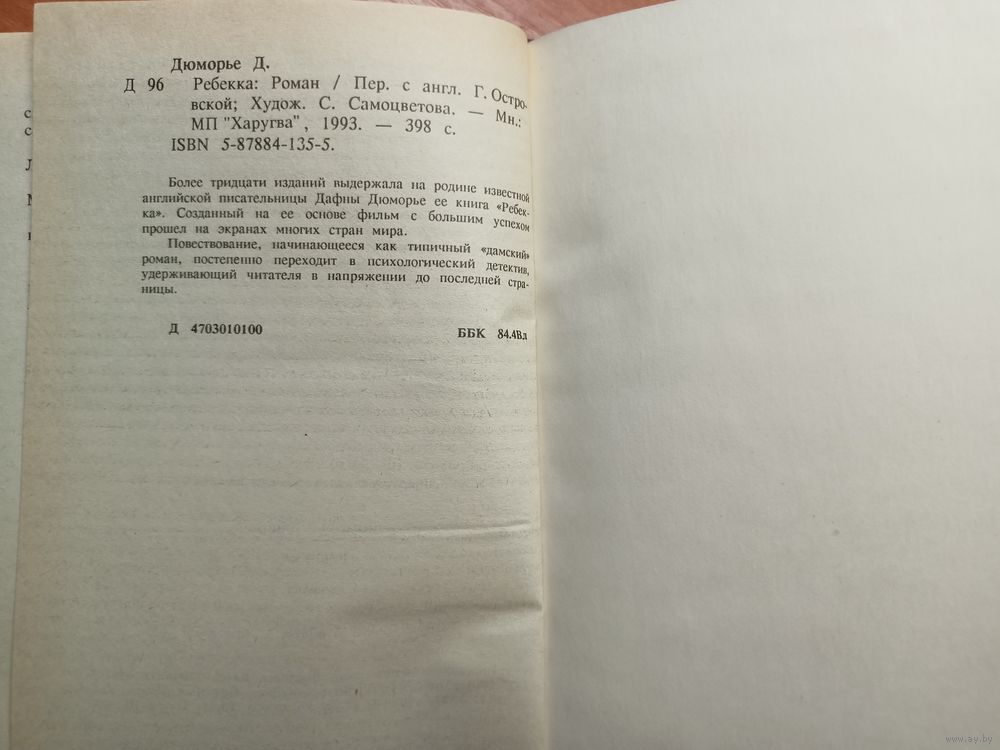 Дюморье Д.
Д 96 Ребекка: Роман / Пер. с англ. Г. Остро-
вской; Худож. С. Самоцветова. — Мн.:
МП "Харугва", 1993. — 398 с.
ISBN 5-87884-135-5.
Более тридцати изданий выдержала на родине известной
английской писательницы Дафны Дюморье ее книга «Ребек-
ка». Созданный на ее основе фильм с большим успехом
прошел на экранах многих стран мира.
Повествование, начинающееся как типичный «дамский»
роман, постепенно переходит в психологический детектив,
удерживающий читателя в напряжении до последней стра-
ницы.
Д 4703010100 ББК 84.4Вл
www.ay.by